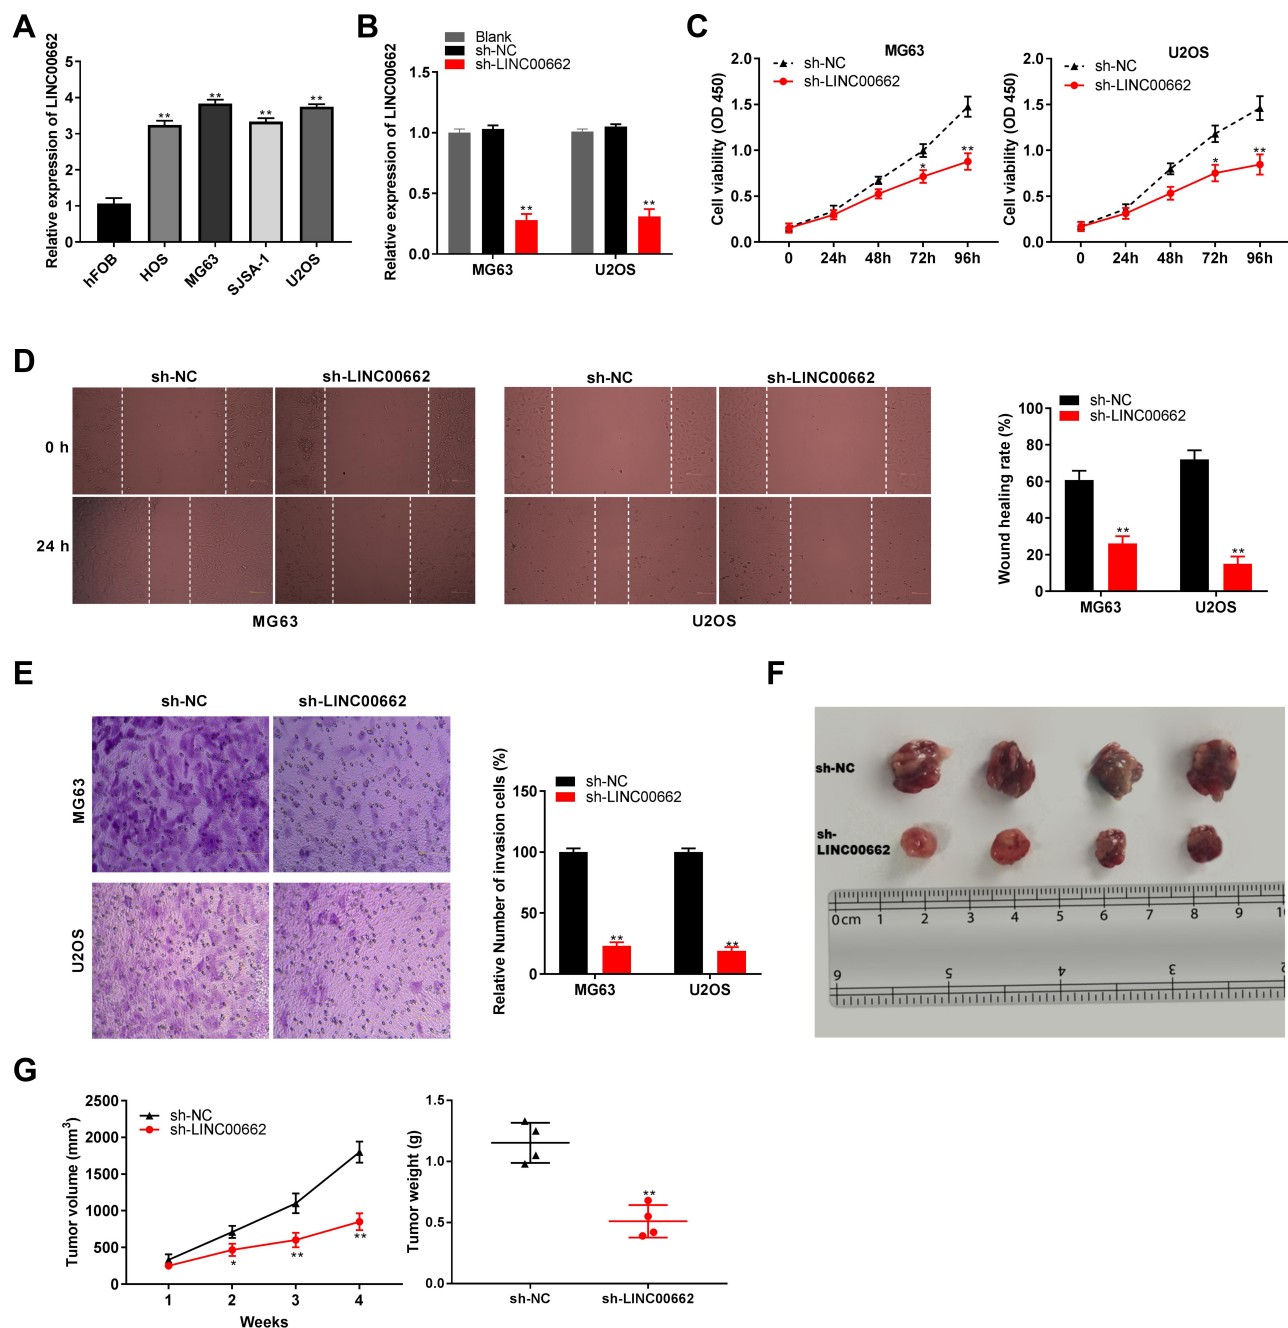 A
Relative expression of LINC00662
5
4
3
2
1
0
**
**
**
**
hFOB
HOS
MG63
SJSA-1
U2OS
B
Blank
sh-NC
sh-LINC00662
Relative expression of LINC00662
1.5
1.0
0.5
0.0
**
**
MG63
U2OS
C
MG63
sh-NC
sh-LINC00662
Cell viability (OD 450)
2.0
1.5
1.0
0.5
0.0
*
**
0
24h
48h
72h
96h
U2OS
sh-NC
sh-LINC00662
Cell viability (OD 450)
2.0
1.5
1.0
0.5
0.0
*
**
0
24h
48h
72h
96h
D
sh-NC
sh-LINC00662
sh-NC
sh-LINC00662
0 h
24 h
MG63
U2OS
sh-NC
sh-LINC00662
Wound healing rate (%)
100
80
60
40
20
0
**
**
MG63
U2OS
E
sh-NC
sh-LINC00662
MG63
U2OS
sh-NC
sh-LINC00662
Relative Number of invasion cells (%)
150
100
50
0
**
**
MG63
U2OS
F
sh-NC
sh-
LINC00662
0cm 1 2 3 4 5 6 7 8 9 10
6 5 4 3 2
G
sh-NC
sh-LINC00662
Tumor volume (mm3)
2500
2000
1500
1000
500
0
*
**
**
1
2
3
4
Weeks
Tumor weight (g)
1.5
1.0
0.5
0.0
**
sh-NC
sh-LINC00662